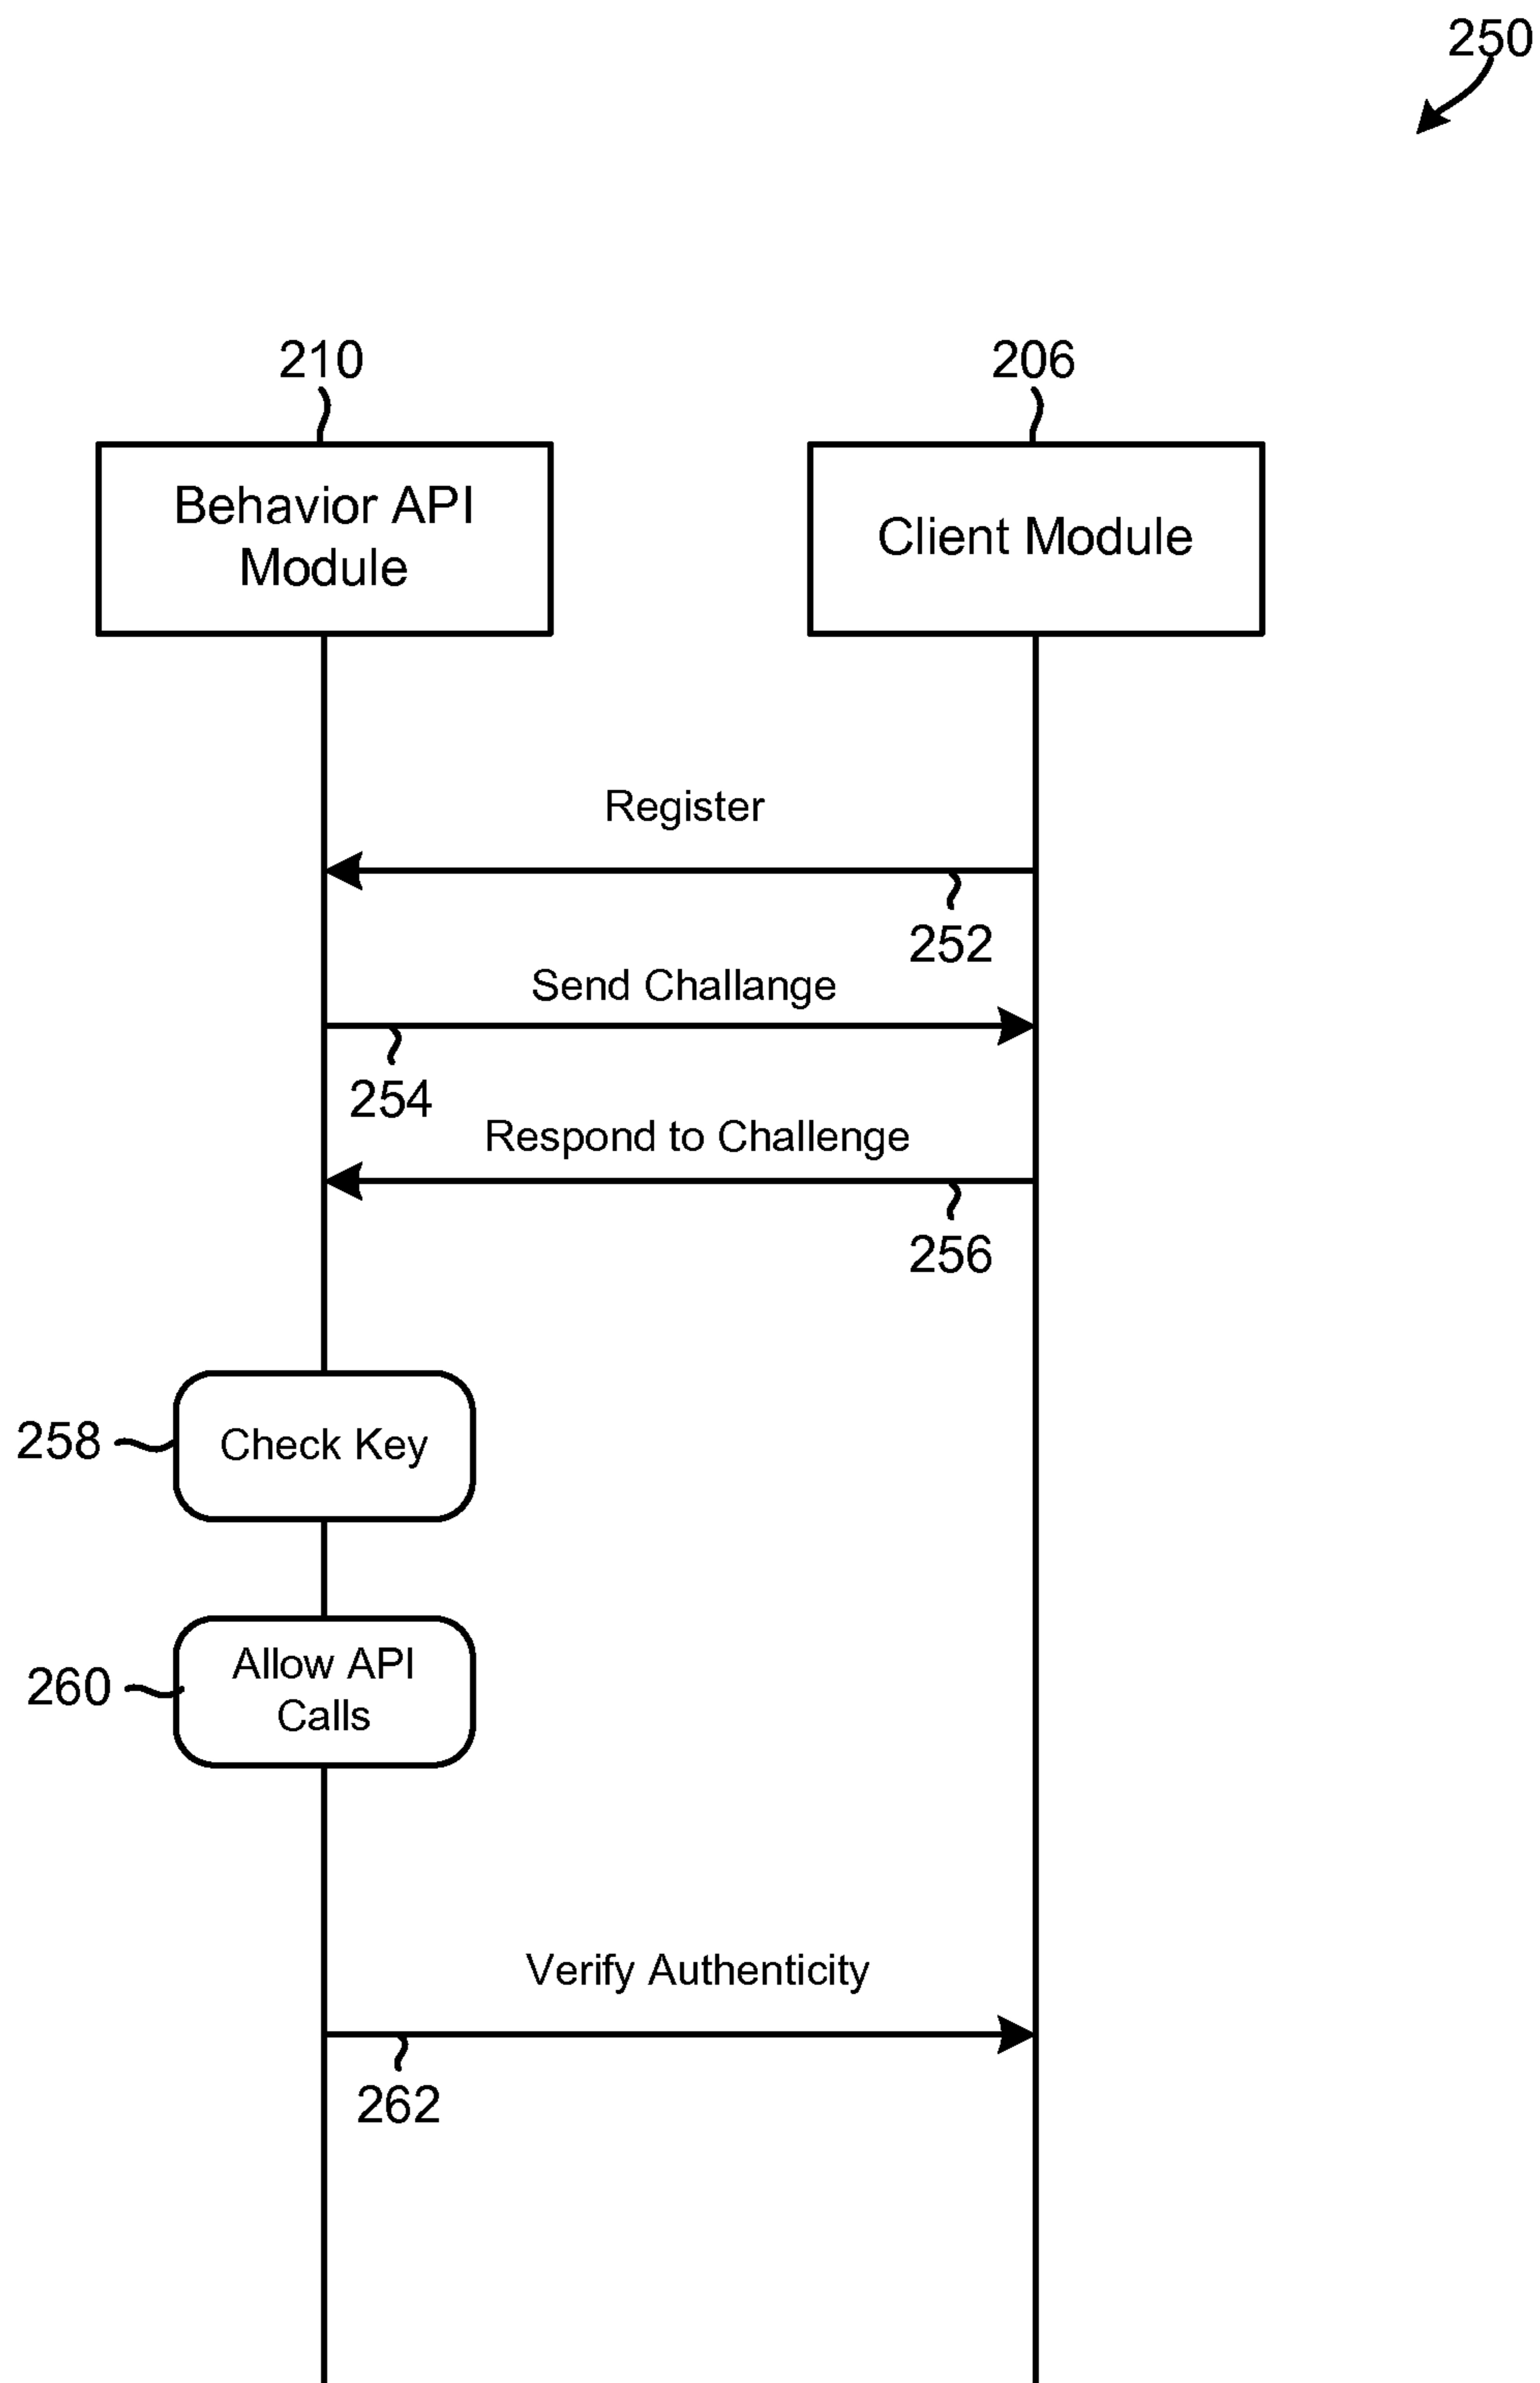 250
210
206
Behavior API
Module
Client Module
Register
252
Send Challange
254
Respond to Challenge
256
258
Check Key
260
Allow API
Calls
Verify Authenticity
262